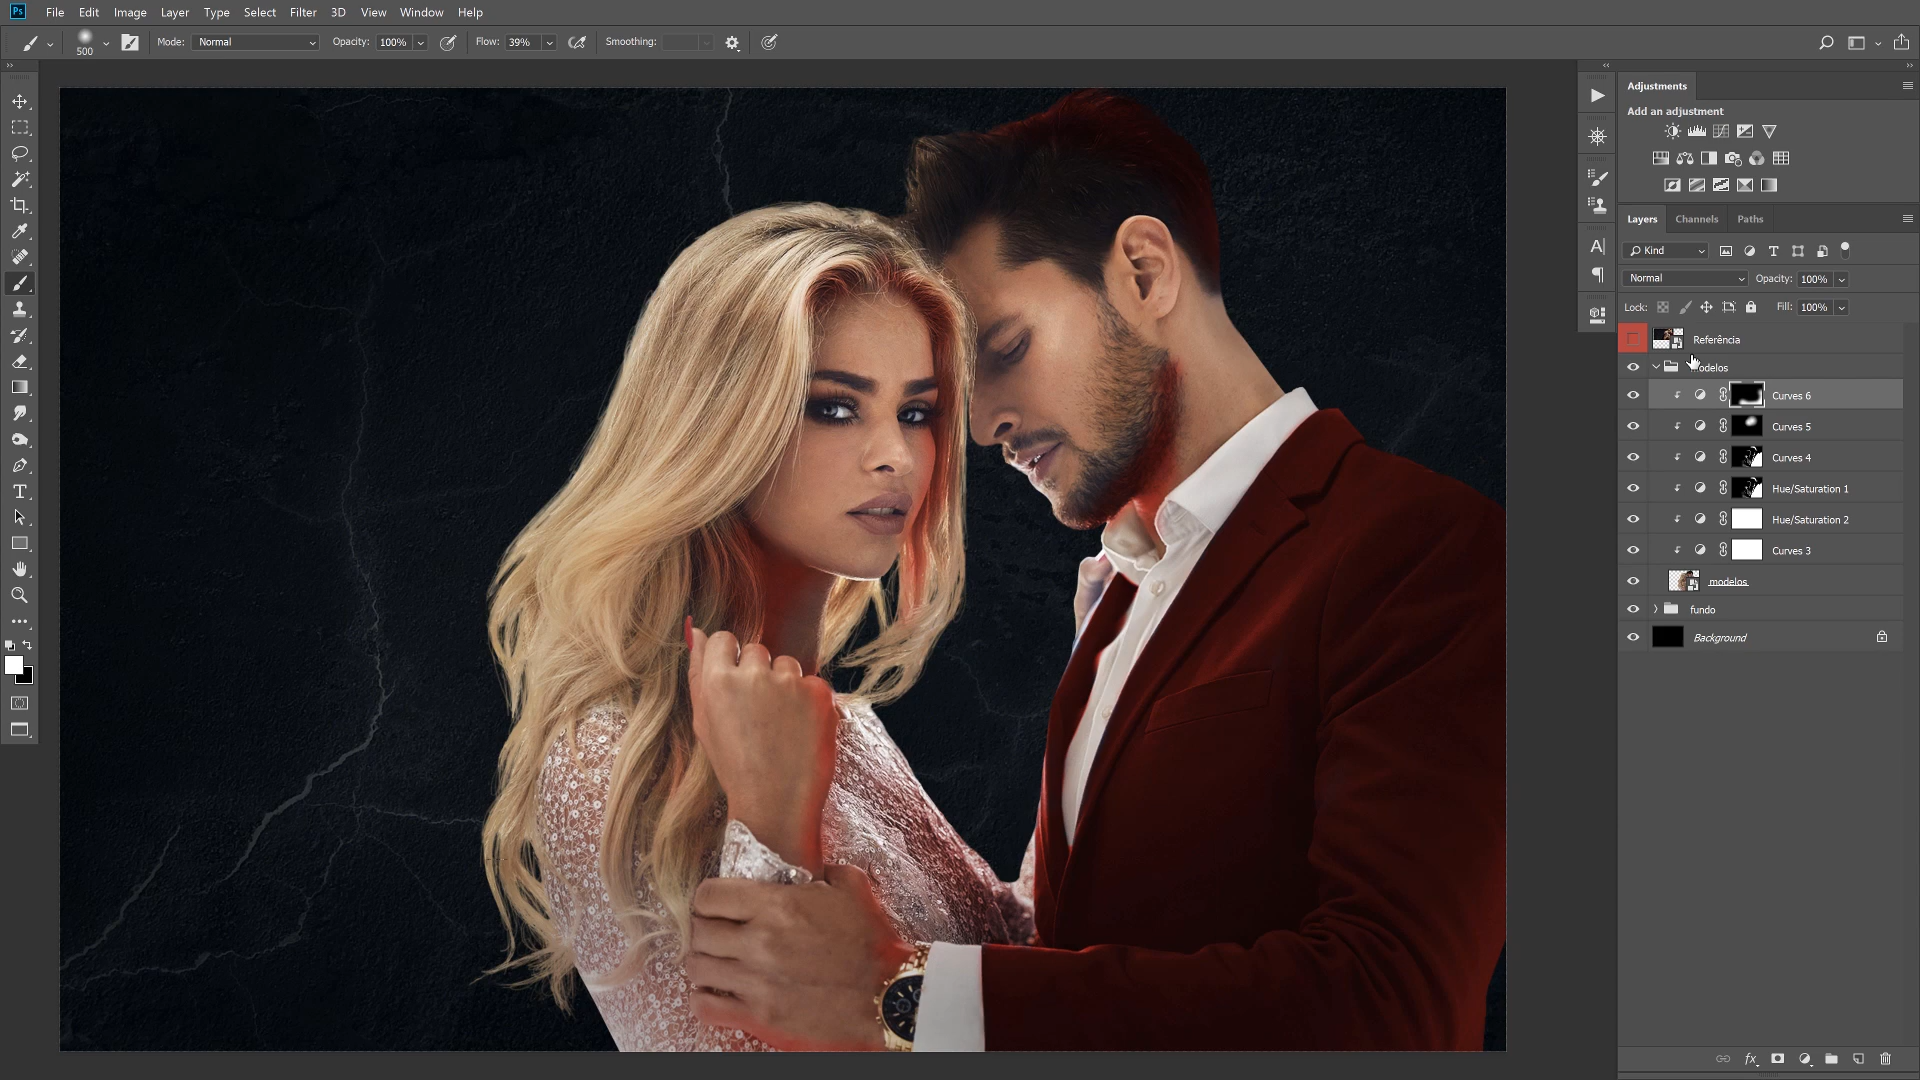 Ps File Edit Image Layer Type Select Filter 3D View Window Help
500 Mode: Normal Opacity: 100% Flow: 39% Smoothing:
Adjustments
Add an adjustment
Layers Channels Paths
Kind
Normal Opacity: 100%
Lock: Fill: 100%
Referência
modelos
Curves 6
Curves 5
Curves 4
Hue/Saturation 1
Hue/Saturation 2
Curves 3
modelos
fundo
Background
fx